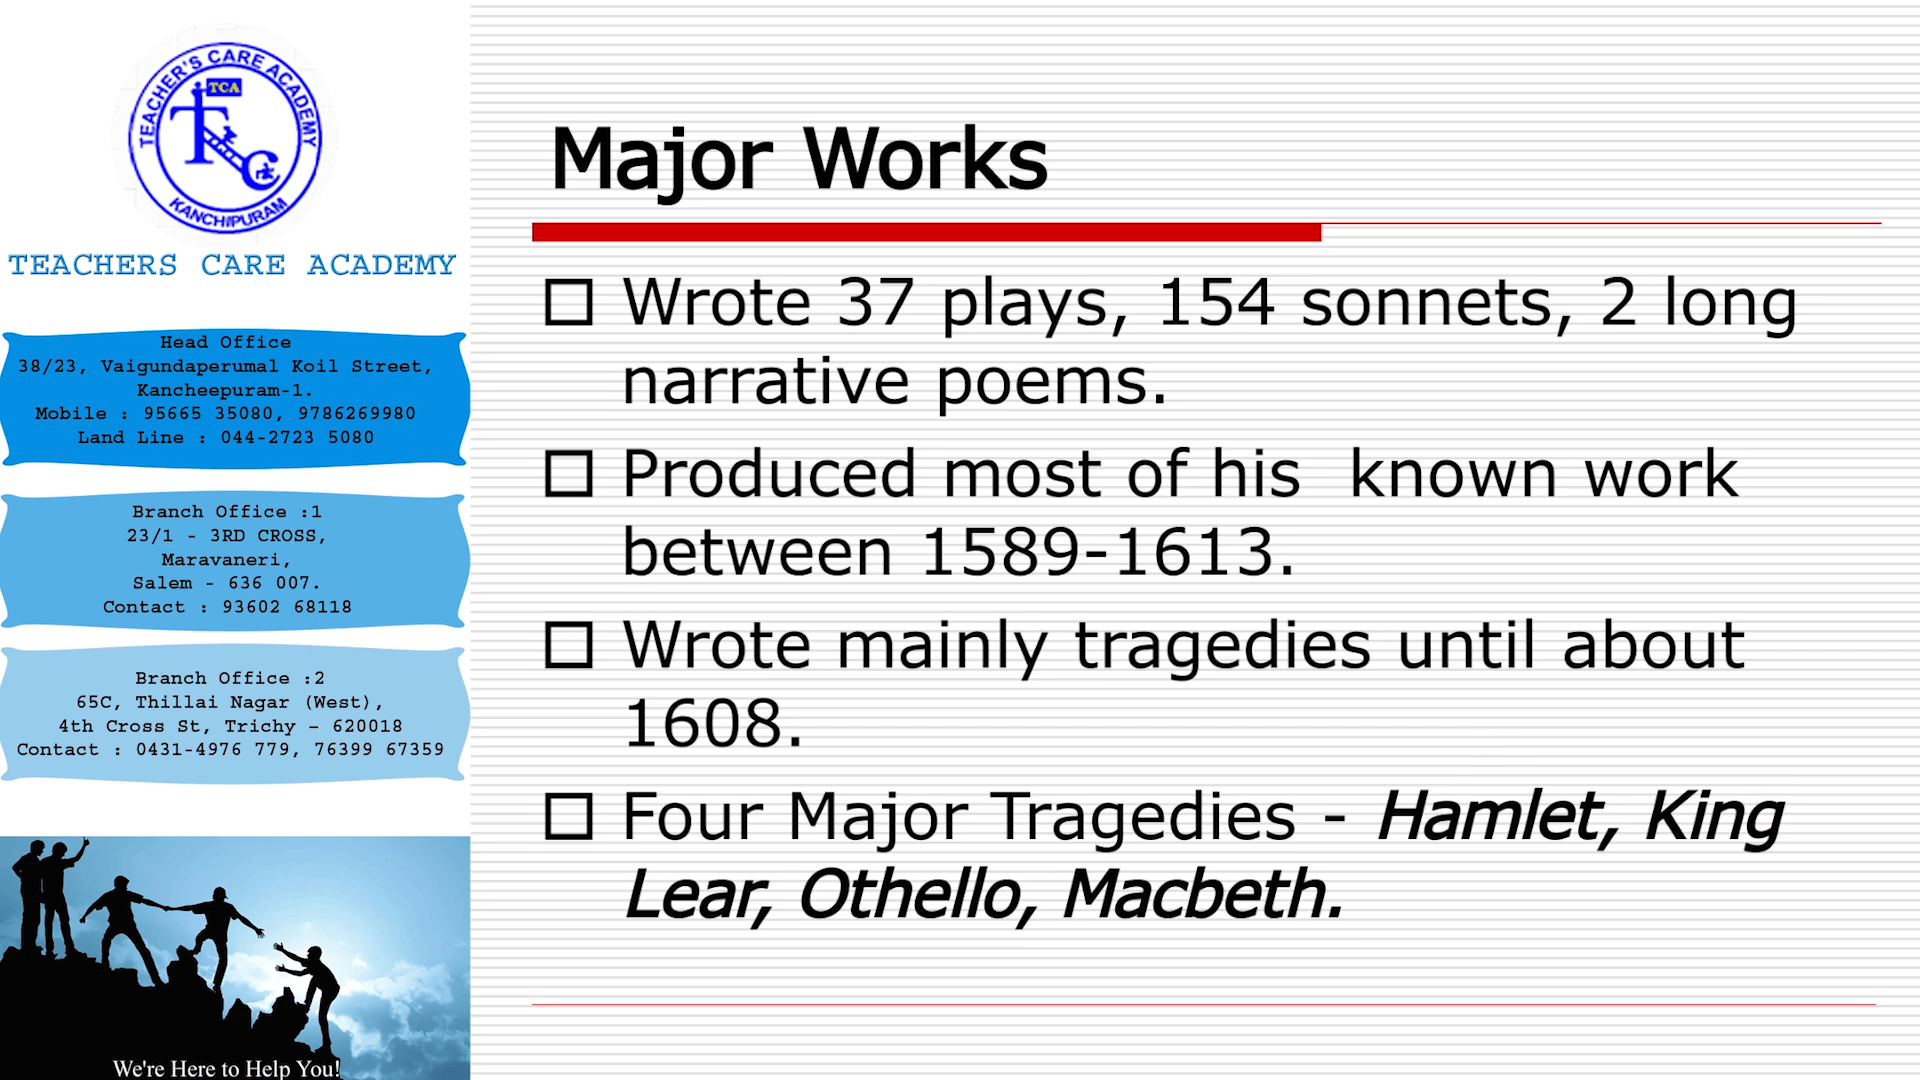 TEACHER'S CARE ACADEMY
TCA
KANCHIPURAM
TEACHERS CARE ACADEMY
Head Office
38/23, Vaigundaperumal Koil Street,
Kancheepuram-1.
Mobile : 95665 35080, 9786269980
Land Line : 044-2723 5080
Branch Office :1
23/1 - 3RD CROSS,
Maravaneri,
Salem - 636 007.
Contact : 93602 68118
Branch Office :2
65C, Thillai Nagar (West),
4th Cross St, Trichy – 620018
Contact : 0431-4976 779, 76399 67359
We're Here to Help You!
Major Works
Wrote 37 plays, 154 sonnets, 2 long
narrative poems.
Produced most of his  known work
between 1589-1613.
Wrote mainly tragedies until about
1608.
Four Major Tragedies - Hamlet, King
Lear, Othello, Macbeth.